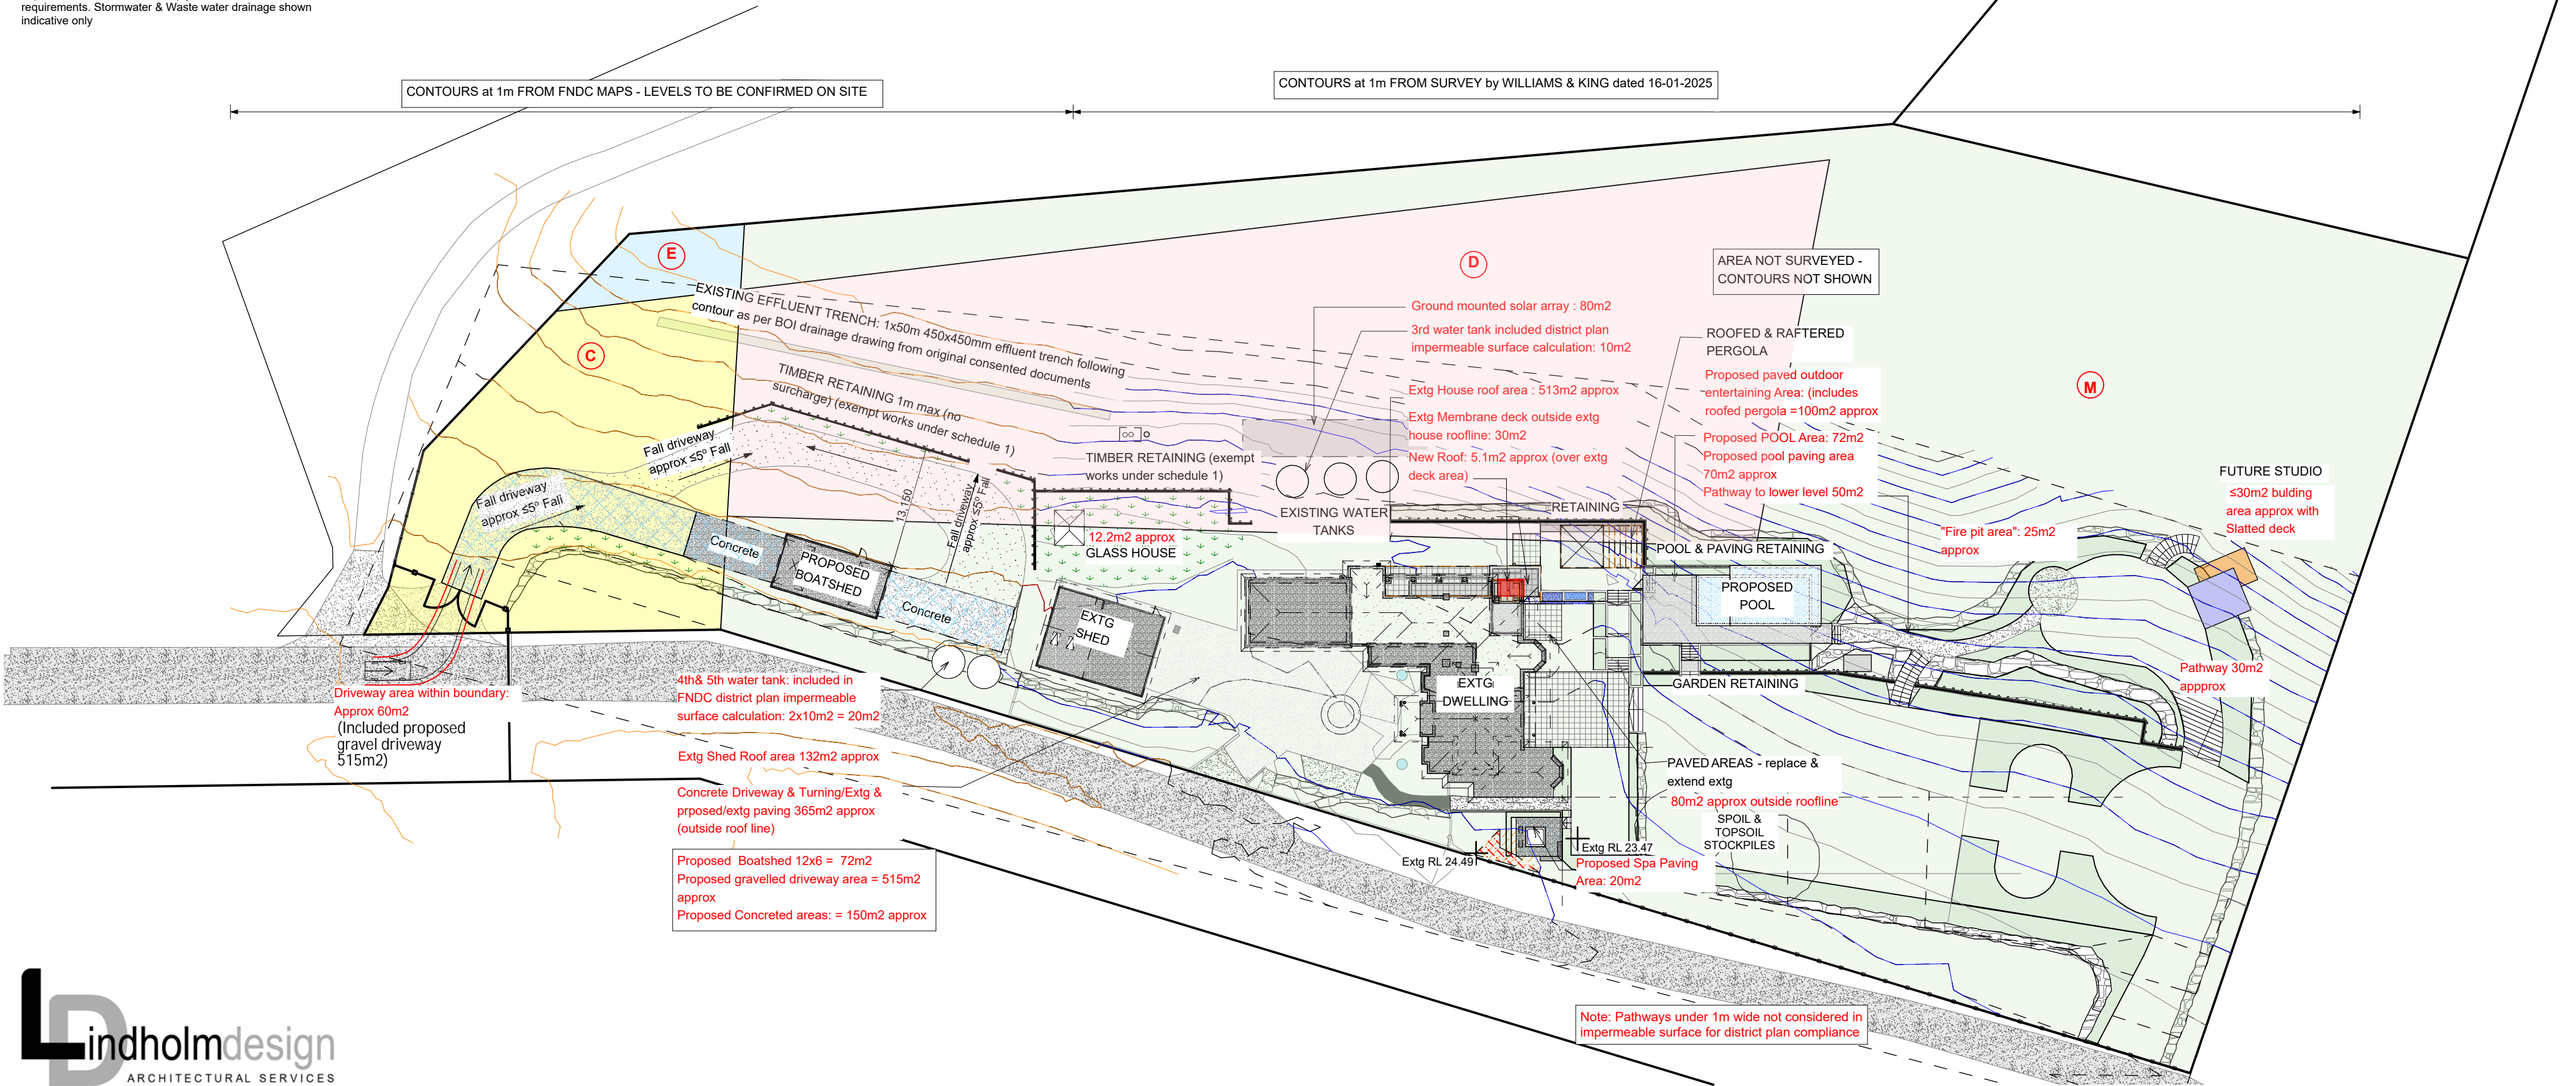 requirements. Stormwater & Waste water drainage shown
indicative only
CONTOURS at 1m FROM FNDC MAPS - LEVELS TO BE CONFIRMED ON SITE
CONTOURS at 1m FROM SURVEY by WILLIAMS & KING dated 16-01-2025
E
D
C
M
AREA NOT SURVEYED -
CONTOURS NOT SHOWN
EXISTING EFFLUENT TRENCH: 1x50m 450x450mm effluent trench following
contour as per BOI drainage drawing from original consented documents
TIMBER RETAINING 1m max (no
surcharge) (exempt works under schedule 1)
Ground mounted solar array : 80m2
3rd water tank included district plan
impermeable surface calculation: 10m2
Extg House roof area : 513m2 approx
Extg Membrane deck outside extg
house roofline: 30m2
New Roof: 5.1m2 approx (over extg
deck area)
ROOFED & RAFTERED
PERGOLA
Proposed paved outdoor
entertaining Area: (includes
roofed pergola =100m2 approx
Proposed POOL Area: 72m2
Proposed pool paving area
70m2 approx
Pathway to lower level 50m2
Fall driveway
approx ≤5º Fall
Fall driveway
approx ≤5º Fall
13,150
Fall driveway
approx ≤5º Fall
TIMBER RETAINING (exempt
works under schedule 1)
EXISTING WATER
TANKS
RETAINING
12.2m2 approx
GLASS HOUSE
POOL & PAVING RETAINING
"Fire pit area": 25m2
approx
FUTURE STUDIO
≤30m2 bulding
area approx with
Slatted deck
Concrete
PROPOSED
BOATSHED
Concrete
EXTG
SHED
PROPOSED
POOL
EXTG
DWELLING
GARDEN RETAINING
Pathway 30m2
appprox
Driveway area within boundary:
Approx 60m2
(Included proposed
gravel driveway
515m2)
4th& 5th water tank: included in
FNDC district plan impermeable
surface calculation: 2x10m2 = 20m2
Extg Shed Roof area 132m2 approx
Concrete Driveway & Turning/Extg &
prposed/extg paving 365m2 approx
(outside roof line)
Proposed Boatshed 12x6 = 72m2
Proposed gravelled driveway area = 515m2
approx
Proposed Concreted areas: = 150m2 approx
PAVED AREAS - replace &
extend extg
80m2 approx outside roofline
SPOIL &
TOPSOIL
STOCKPILES
Extg RL 24.49
Extg RL 23.47
Proposed Spa Paving
Area: 20m2
Note: Pathways under 1m wide not considered in
impermeable surface for district plan compliance
Lindholmdesign
ARCHITECTURAL SERVICES